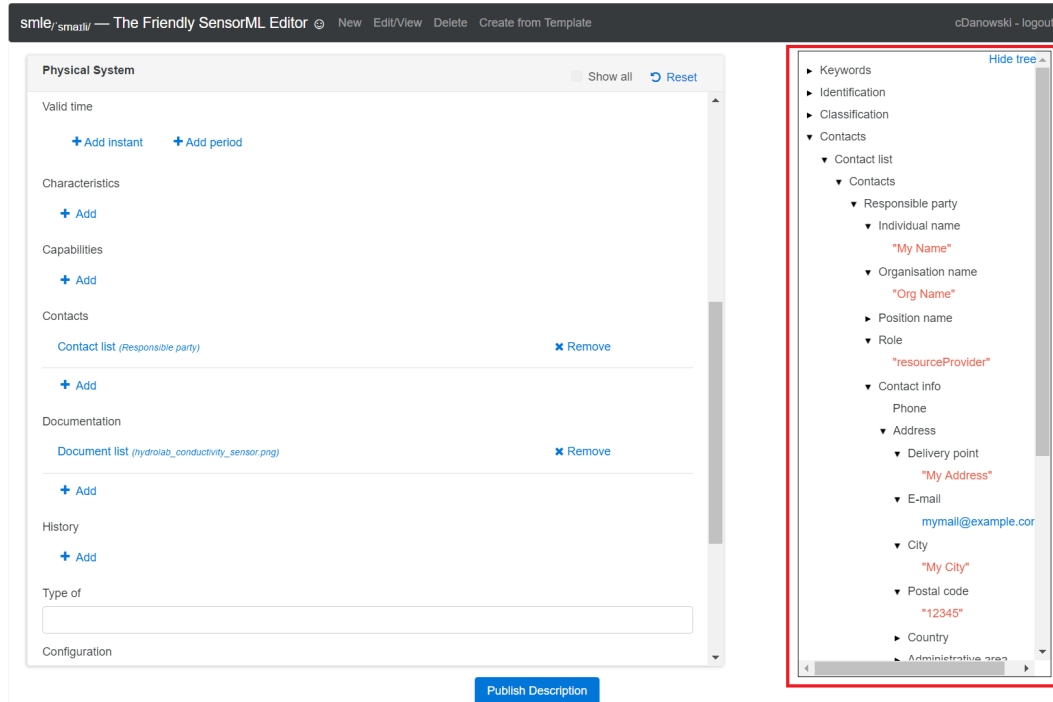 smle/ˈsmaɪli/ — The Friendly SensorML Editor ☺ New Edit/View Delete Create from Template cDanowski - logout
Physical System
Show all Reset
Valid time
Add instant Add period
Characteristics
Add
Capabilities
Add
Contacts
Contact list (Responsible party) Remove
Add
Documentation
Document list (hydrolab_conductivity_sensor.png) Remove
Add
History
Add
Type of
Configuration
Publish Description
Hide tree
Keywords
Identification
Classification
Contacts
Contact list
Contacts
Responsible party
Individual name
"My Name"
Organisation name
"Org Name"
Position name
Role
"resourceProvider"
Contact info
Phone
Address
Delivery point
"My Address"
E-mail
mymail@example.cor
City
"My City"
Postal code
"12345"
Country
Administrative area